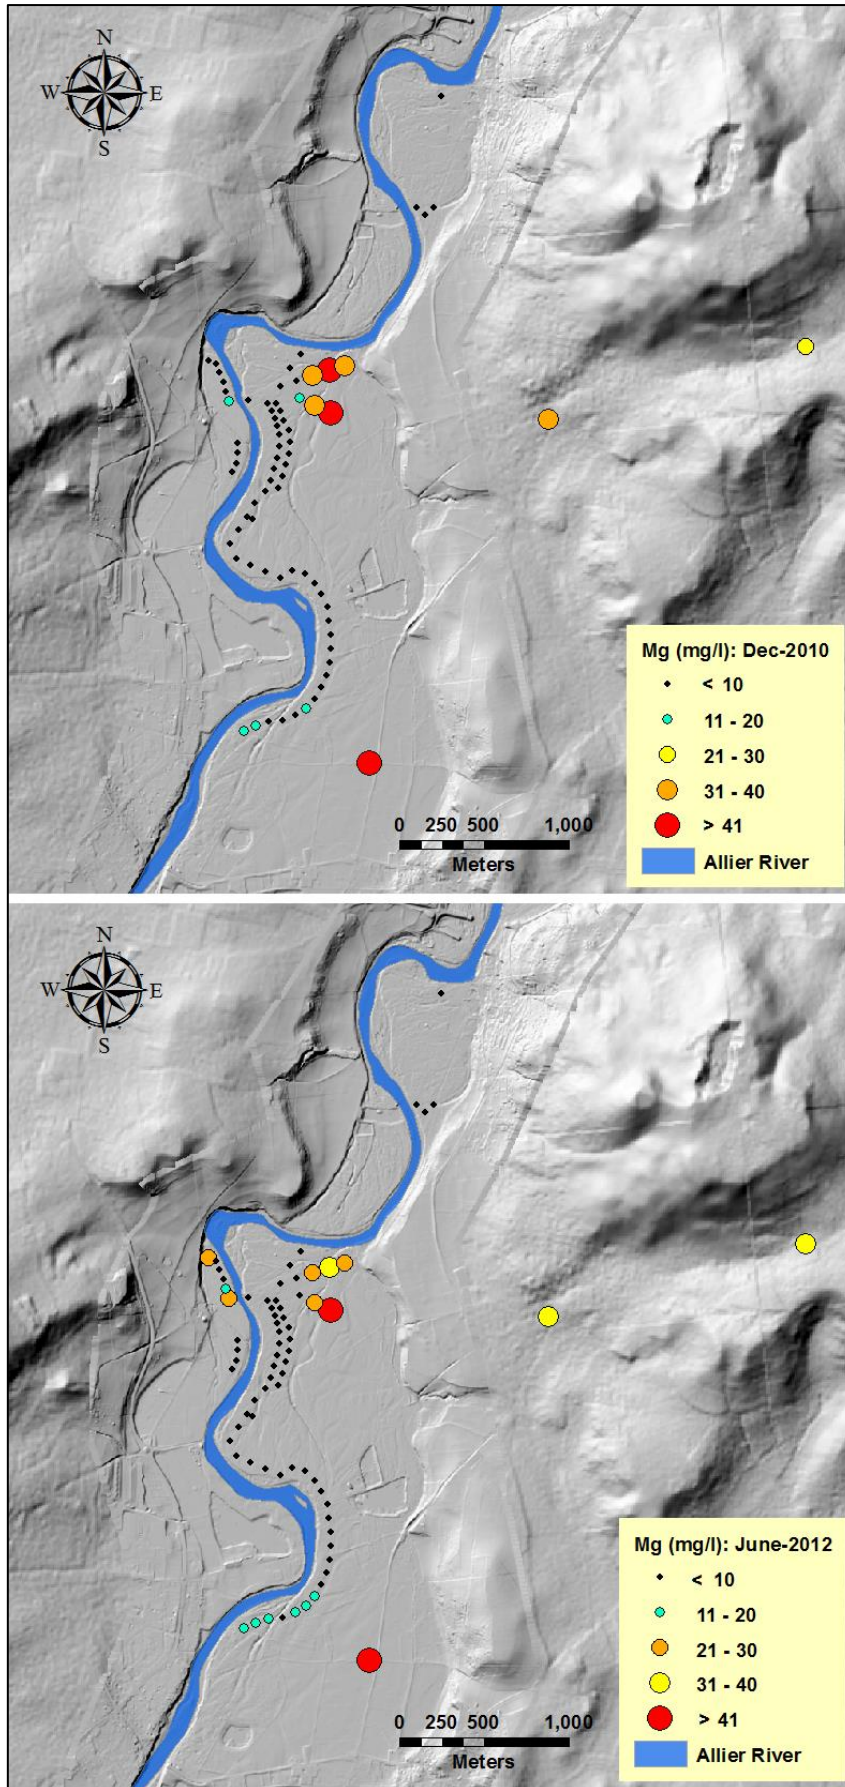 N
W E
S
Mg (mg/l): Dec-2010
< 10
11 - 20
21 - 30
31 - 40
> 41
Allier River
0 250 500 1,000
Meters
N
W E
S
Mg (mg/l): June-2012
< 10
11 - 20
21 - 30
31 - 40
> 41
Allier River
0 250 500 1,000
Meters